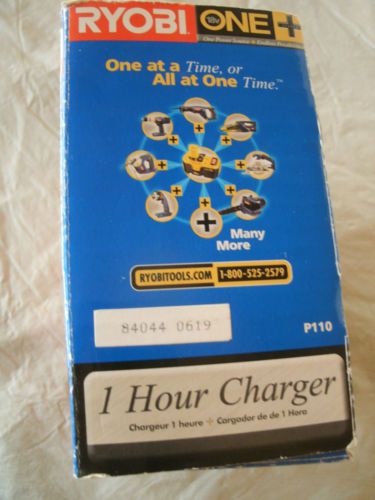 RYOBI 18V ONE +
One Power Source • Endless Possibilities
One at a Time, or
All at One Time.™
Many
More
RYOBITOOLS.COM 1-800-525-2579
84044 0619
P110
1 Hour Charger
Chargeur 1 heure + Cargador de de 1 Hora